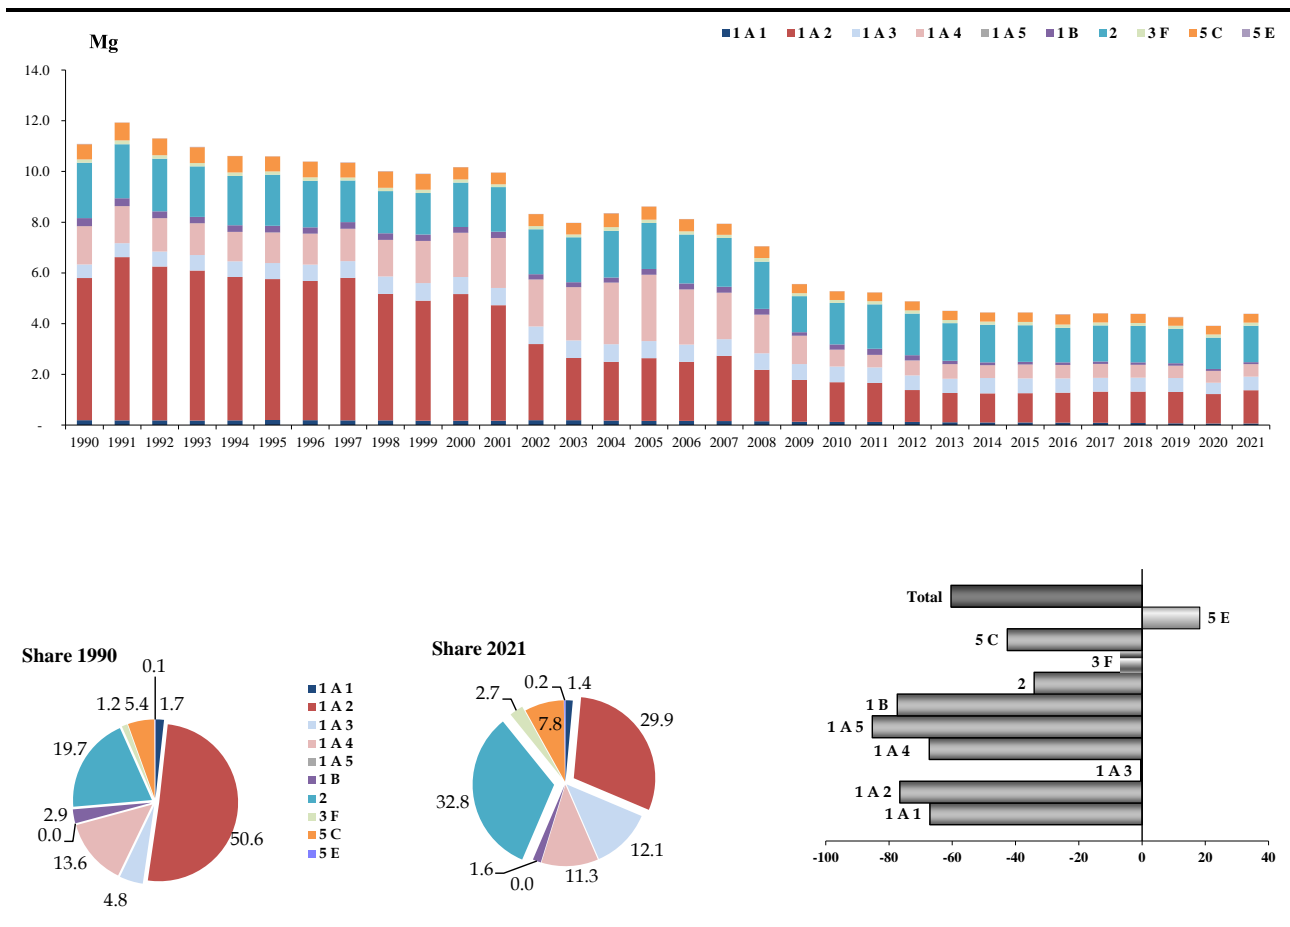 1 A 1 1 A 2 1 A 3 1 A 4 1 A 5 1 B 2 3 F 5 C 5 E
Mg
14.0
12.0
10.0
8.0
6.0
4.0
2.0
-
1990 1991 1992 1993 1994 1995 1996 1997 1998 1999 2000 2001 2002 2003 2004 2005 2006 2007 2008 2009 2010 2011 2012 2013 2014 2015 2016 2017 2018 2019 2020 2021
Share 1990
0.1
1.7
50.6
4.8
13.6
0.0
2.9
19.7
1.2
5.4
1 A 1
1 A 2
1 A 3
1 A 4
1 A 5
1 B
2
3 F
5 C
5 E
Share 2021
0.2
1.4
29.9
12.1
11.3
0.0
1.6
32.8
2.7
7.8
Total
5 E
5 C
3 F
2
1 B
1 A 5
1 A 4
1 A 3
1 A 2
1 A 1
-100 -80 -60 -40 -20 0 20 40